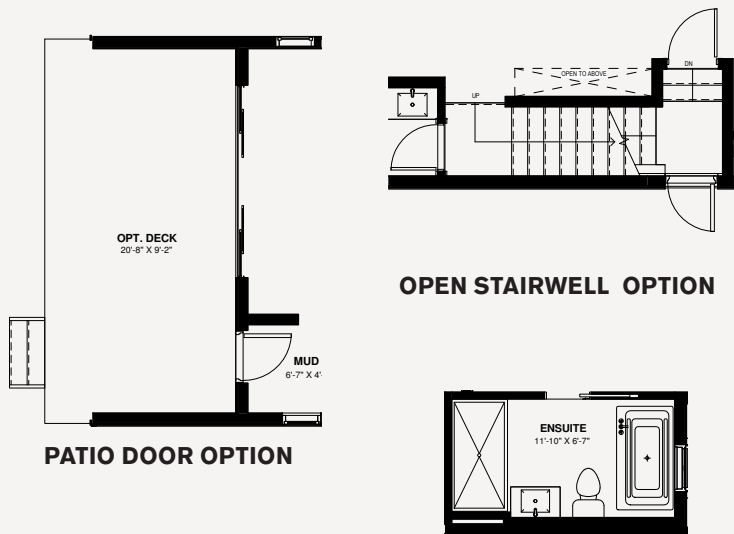 OPT. DECK
20'-8" X 9'-2"
MUD
6'-7" X 4'
PATIO DOOR OPTION
OPEN TO ABOVE
UP
DN
OPEN STAIRWELL OPTION
ENSUITE
11'-10" X 6'-7"